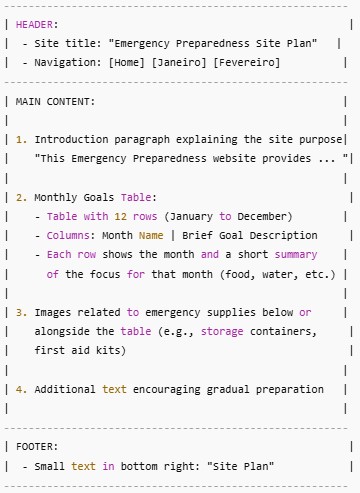 HEADER:
- Site title: "Emergency Preparedness Site Plan"
- Navigation: [Home] [Janeiro] [Fevereiro]
MAIN CONTENT:
1. Introduction paragraph explaining the site purpose
"This Emergency Preparedness website provides ... "
2. Monthly Goals Table:
- Table with 12 rows (January to December)
- Columns: Month Name | Brief Goal Description
- Each row shows the month and a short summary
of the focus for that month (food, water, etc.)
3. Images related to emergency supplies below or
alongside the table (e.g., storage containers,
first aid kits)
4. Additional text encouraging gradual preparation
FOOTER:
- Small text in bottom right: "Site Plan"